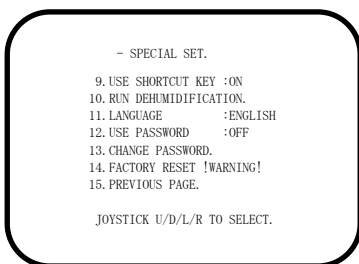 - SPECIAL SET.
9. USE SHORTCUT KEY :ON
10. RUN DEHUMIDIFICATION.
11. LANGUAGE :ENGLISH
12. USE PASSWORD :OFF
13. CHANGE PASSWORD.
14. FACTORY RESET !WARNING!
15. PREVIOUS PAGE.
JOYSTICK U/D/L/R TO SELECT.